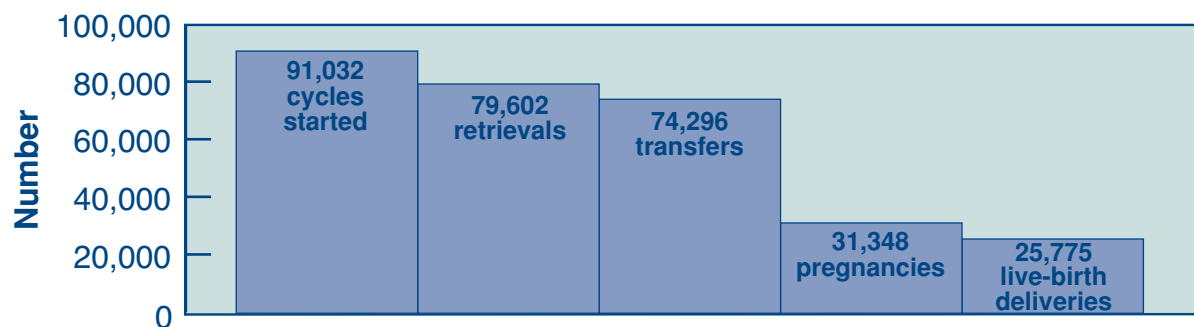 Number
100,000
80,000
60,000
40,000
20,000
0
91,032
cycles
started
79,602
retrievals
74,296
transfers
31,348
pregnancies
25,775
live-birth
deliveries